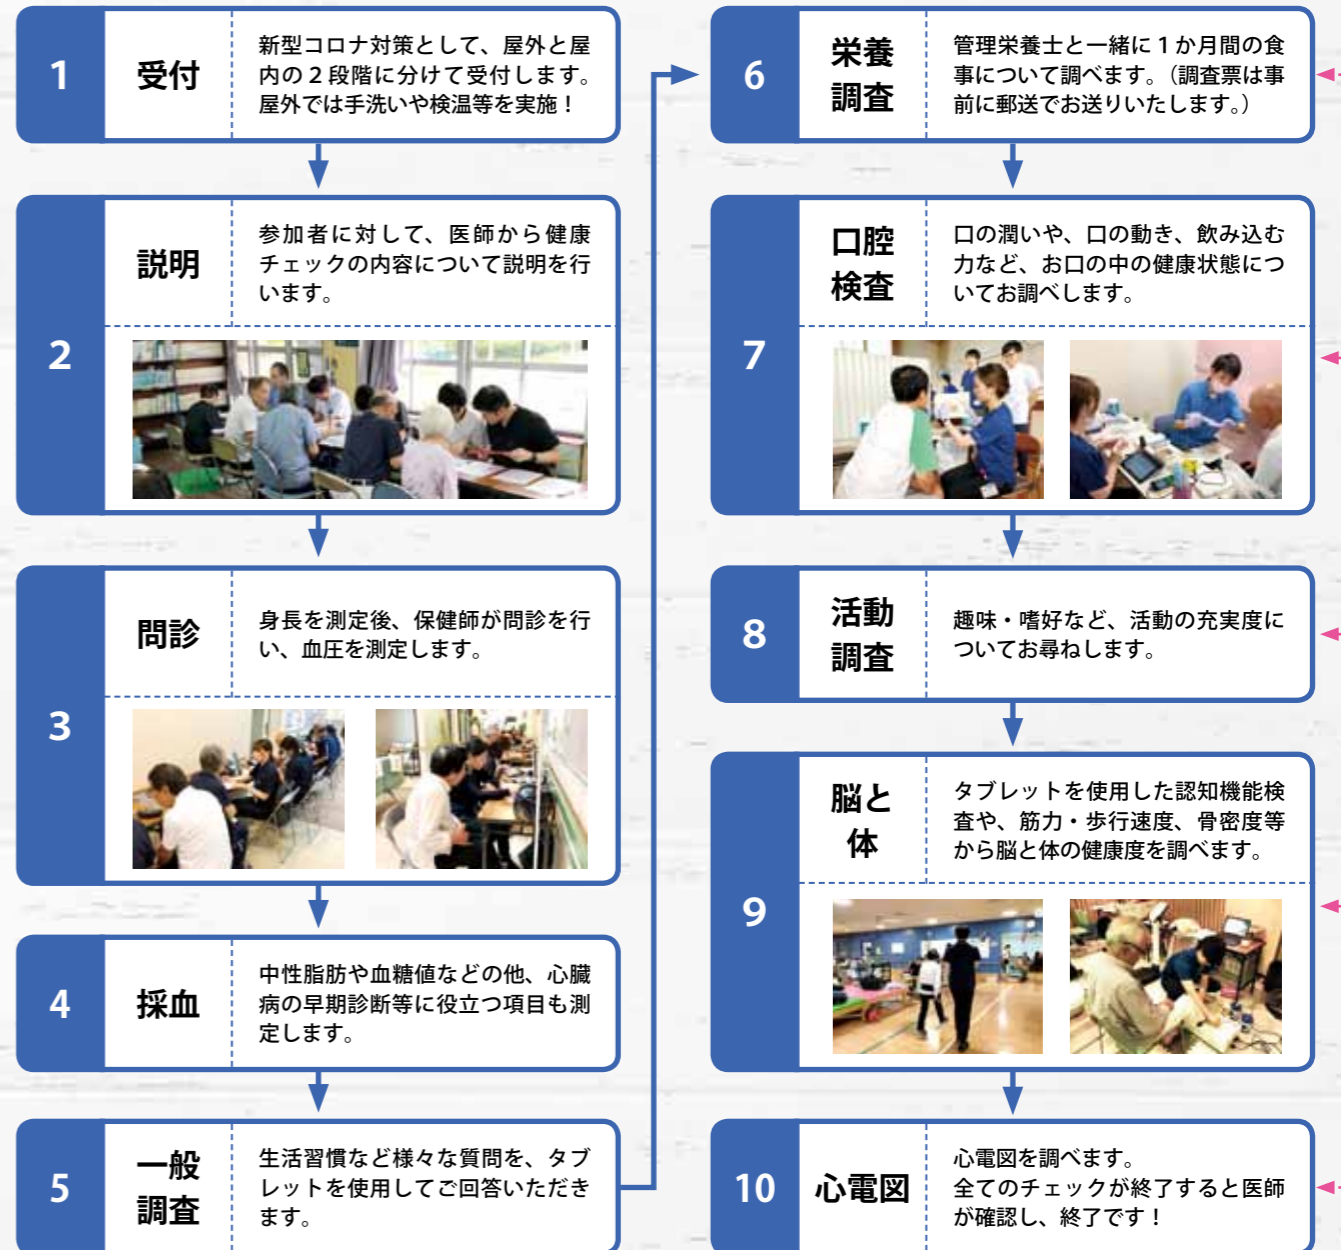 1
受付
新型コロナ対策として、屋外と屋
内の２段階に分けて受付します。
屋外では手洗いや検温等を実施！
2
説明
参加者に対して、医師から健康
チェックの内容について説明を行
います。
3
問診
身長を測定後、保健師が問診を行
い、血圧を測定します。
4
採血
中性脂肪や血糖値などの他、心臓
病の早期診断等に役立つ項目も測
定します。
5
一般
調査
生活習慣など様々な質問を、タブ
レットを使用してご回答いただき
ます。
6
栄養
調査
管理栄養士と一緒に１か月間の食
事について調べます。（調査票は事
前に郵送でお送りいたします。）
7
口腔
検査
口の潤いや、口の動き、飲み込む
力など、お口の中の健康状態につ
いてお調べします。
8
活動
調査
趣味・嗜好など、活動の充実度に
ついてお尋ねします。
9
脳と
体
タブレットを使用した認知機能検
査や、筋力・歩行速度、骨密度等
から脳と体の健康度を調べます。
10
心電図
心電図を調べます。
全てのチェックが終了すると医師
が確認し、終了です！